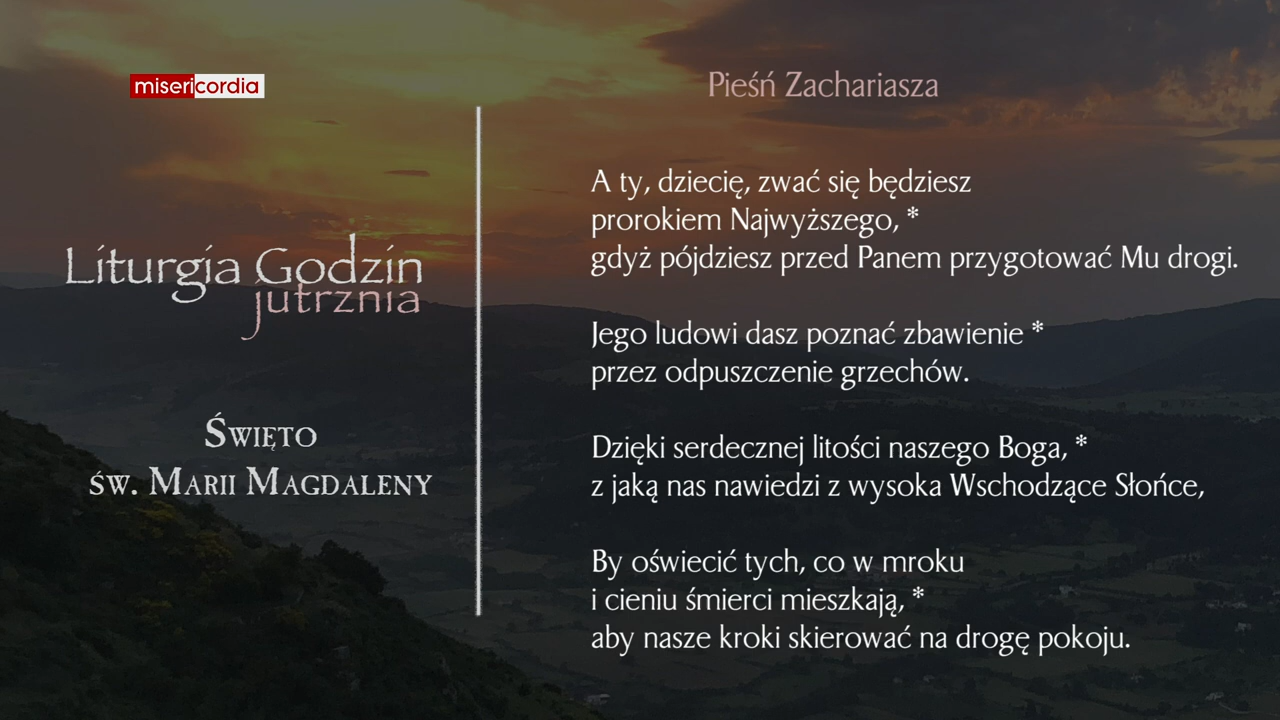 misericordia
Liturgia Godzin
jutrznia
Święto
św. Marii Magdaleny
Pieśń Zachariasza
A ty, dziecię, zwać się będziesz
prorokiem Najwyższego, *
gdyż pójdziesz przed Panem przygotować Mu drogi.
Jego ludowi dasz poznać zbawienie *
przez odpuszczenie grzechów.
Dzięki serdecznej litości naszego Boga, *
z jaką nas nawiedzi z wysoka Wschodzące Słońce,
By oświecić tych, co w mroku
i cieniu śmierci mieszkają, *
aby nasze kroki skierować na drogę pokoju.